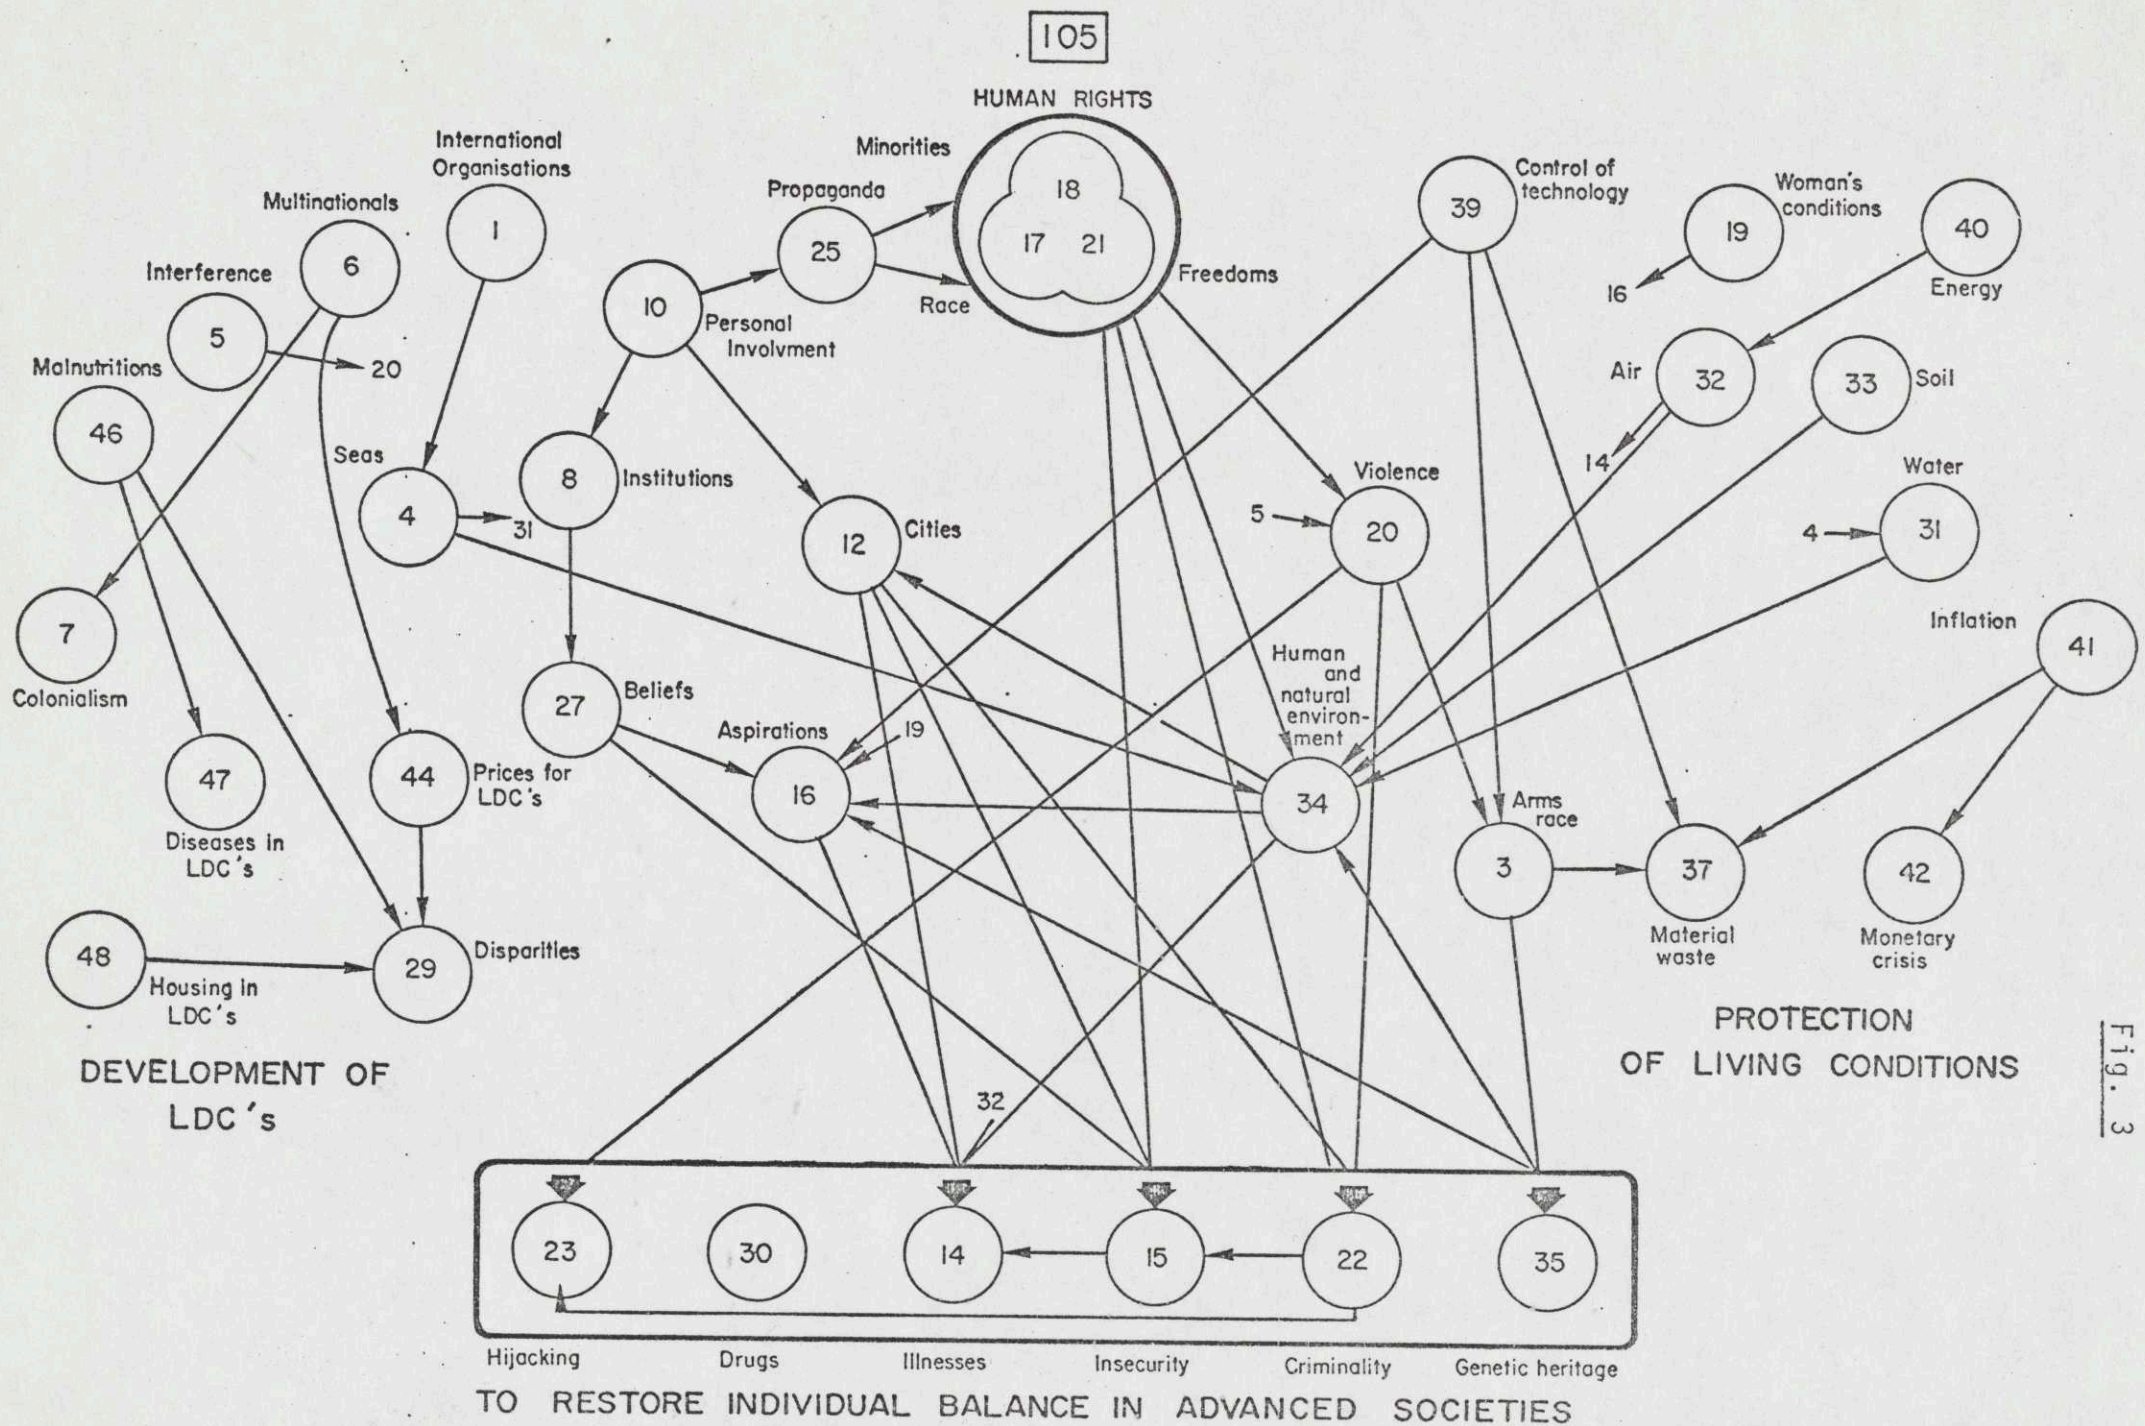 105
HUMAN RIGHTS
International
Organisations
Minorities
Control of
technology
Woman's
conditions
Propaganda
Multinationals
18
39
19
40
1
25
17 21
6
Interference
Freedoms
16
Energy
10
Race
5
Personal
Involvment
20
Malnutritions
Air
32
33
Soil
46
Seas
8
Institutions
Violence
14
Water
4
31
12
Cities
5
20
4
31
7
Colonialism
Inflation
41
Human
and
natural
environ-
ment
27
Beliefs
Aspirations
19
47
44
Prices for
LDC's
16
34
Arms
race
Diseases in
LDC's
3
37
42
48
Housing in
LDC's
29
Disparities
Material
waste
Monetary
crisis
PROTECTION
OF LIVING CONDITIONS
Fig. 3
DEVELOPMENT OF
LDC's
32
23
30
14
15
22
35
Hijacking
Drugs
Illnesses
Insecurity
Criminality
Genetic heritage
TO RESTORE INDIVIDUAL BALANCE IN ADVANCED SOCIETIES